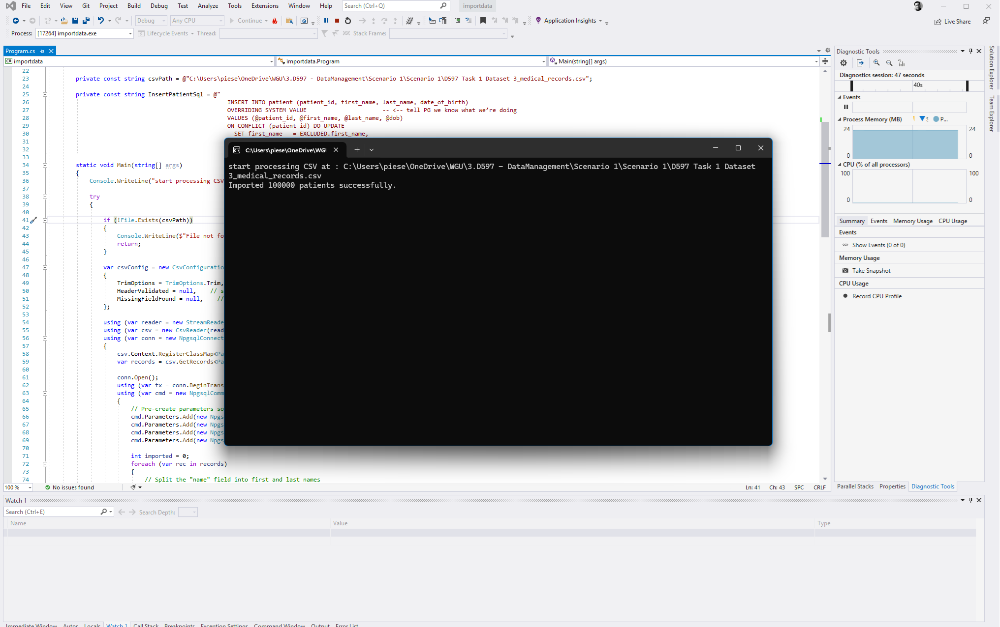 File Edit View Git Project Build Debug Test Analyze Tools Extensions Window Help Search (Ctrl+Q) importdata
Debug Any CPU Continue Application Insights Live Share
Process: [17264] importdata.exe Lifecycle Events Thread: Stack Frame:
Program.cs
importdata importdata.Program Main(string[] args)
22
23 private const string csvPath = @"C:\Users\piese\OneDrive\WGU\3.D597 - DataManagement\Scenario 1\Scenario 1\D597 Task 1 Dataset 3_medical_records.csv";
24
25 private const string InsertPatientSql = @"
26 INSERT INTO patient (patient_id, first_name, last_name, date_of_birth)
27 OVERRIDING SYSTEM VALUE -- <-- tell PG we know what we’re doing
28 VALUES (@patient_id, @first_name, @last_name, @dob)
29 ON CONFLICT (patient_id) DO UPDATE
30 SET first_name = EXCLUDED.first_name,
31
32
33
34 static void Main(string[] args)
35 {
36 Console.WriteLine("start processing CSV
37
38 try
39 {
40
41 if (!File.Exists(csvPath))
42 {
43 Console.WriteLine($"File not fo
44 return;
45 }
46
47 var csvConfig = new CsvConfiguratio
48 {
49 TrimOptions = TrimOptions.Trim,
50 HeaderValidated = null, // s
51 MissingFieldFound = null, //
52 };
53
54 using (var reader = new StreamReade
55 using (var csv = new CsvReader(read
56 using (var conn = new NpgsqlConnect
57 {
58 csv.Context.RegisterClassMap<Pa
59 var records = csv.GetRecords<Pa
60
61 conn.Open();
62 using (var tx = conn.BeginTrans
63 using (var cmd = new NpgsqlComm
64 {
65 // Pre-create parameters so
66 cmd.Parameters.Add(new Npgs
67 cmd.Parameters.Add(new Npgs
68 cmd.Parameters.Add(new Npgs
69 cmd.Parameters.Add(new Npgs
70
71 int imported = 0;
72 foreach (var rec in records)
73 {
74 // Split the "name" field into first and last names
C:\Users\piese\OneDrive\WGU
start processing CSV at : C:\Users\piese\OneDrive\WGU\3.D597 - DataManagement\Scenario 1\Scenario 1\D597 Task 1 Dataset
3_medical_records.csv
Imported 100000 patients successfully.
100 % No issues found Ln: 41 Ch: 43 SPC CRLF
Diagnostic Tools
Diagnostics session: 47 seconds
40s
Events
Process Memory (MB) S P...
24 24
0 0
CPU (% of all processors)
100 100
0 0
Summary Events Memory Usage CPU Usage
Events
Show Events (0 of 0)
Memory Usage
Take Snapshot
CPU Usage
Record CPU Profile
Parallel Stacks Properties Diagnostic Tools
Solution Explorer
Team Explorer
Watch 1
Search (Ctrl+E) Search Depth:
Name Value Type
Immediate Window Autos Locals Watch 1 Call Stack Breakpoints Exception Settings Command Window Output Error List